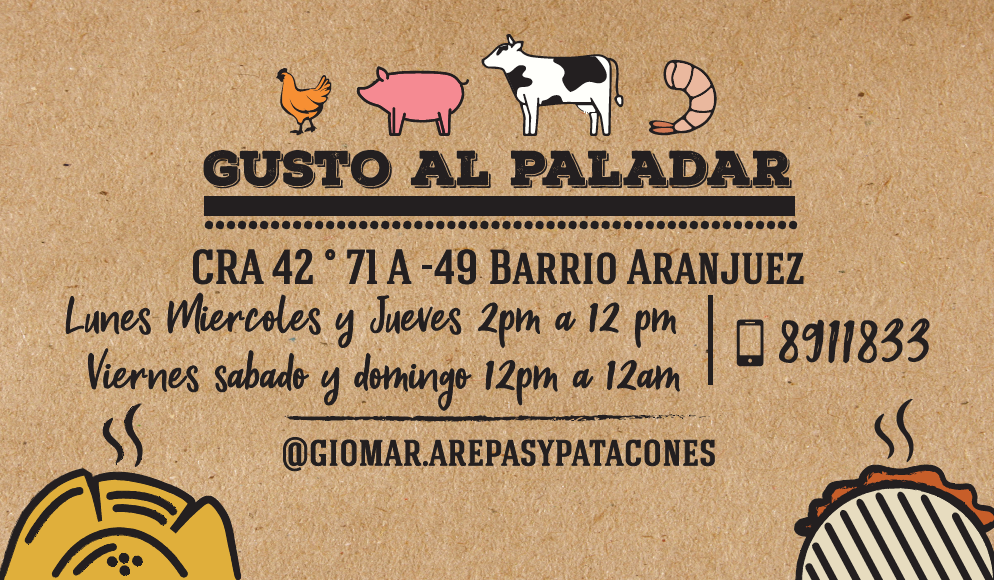 GUSTO AL PALADAR
CRA 42 ° 71 A -49 BARRIO ARANJUEZ
Lunes Miercoles y Jueves 2pm a 12 pm
Viernes sabado y domingo 12pm a 12am
8911833
@GIOMAR.AREPASYPATACONES